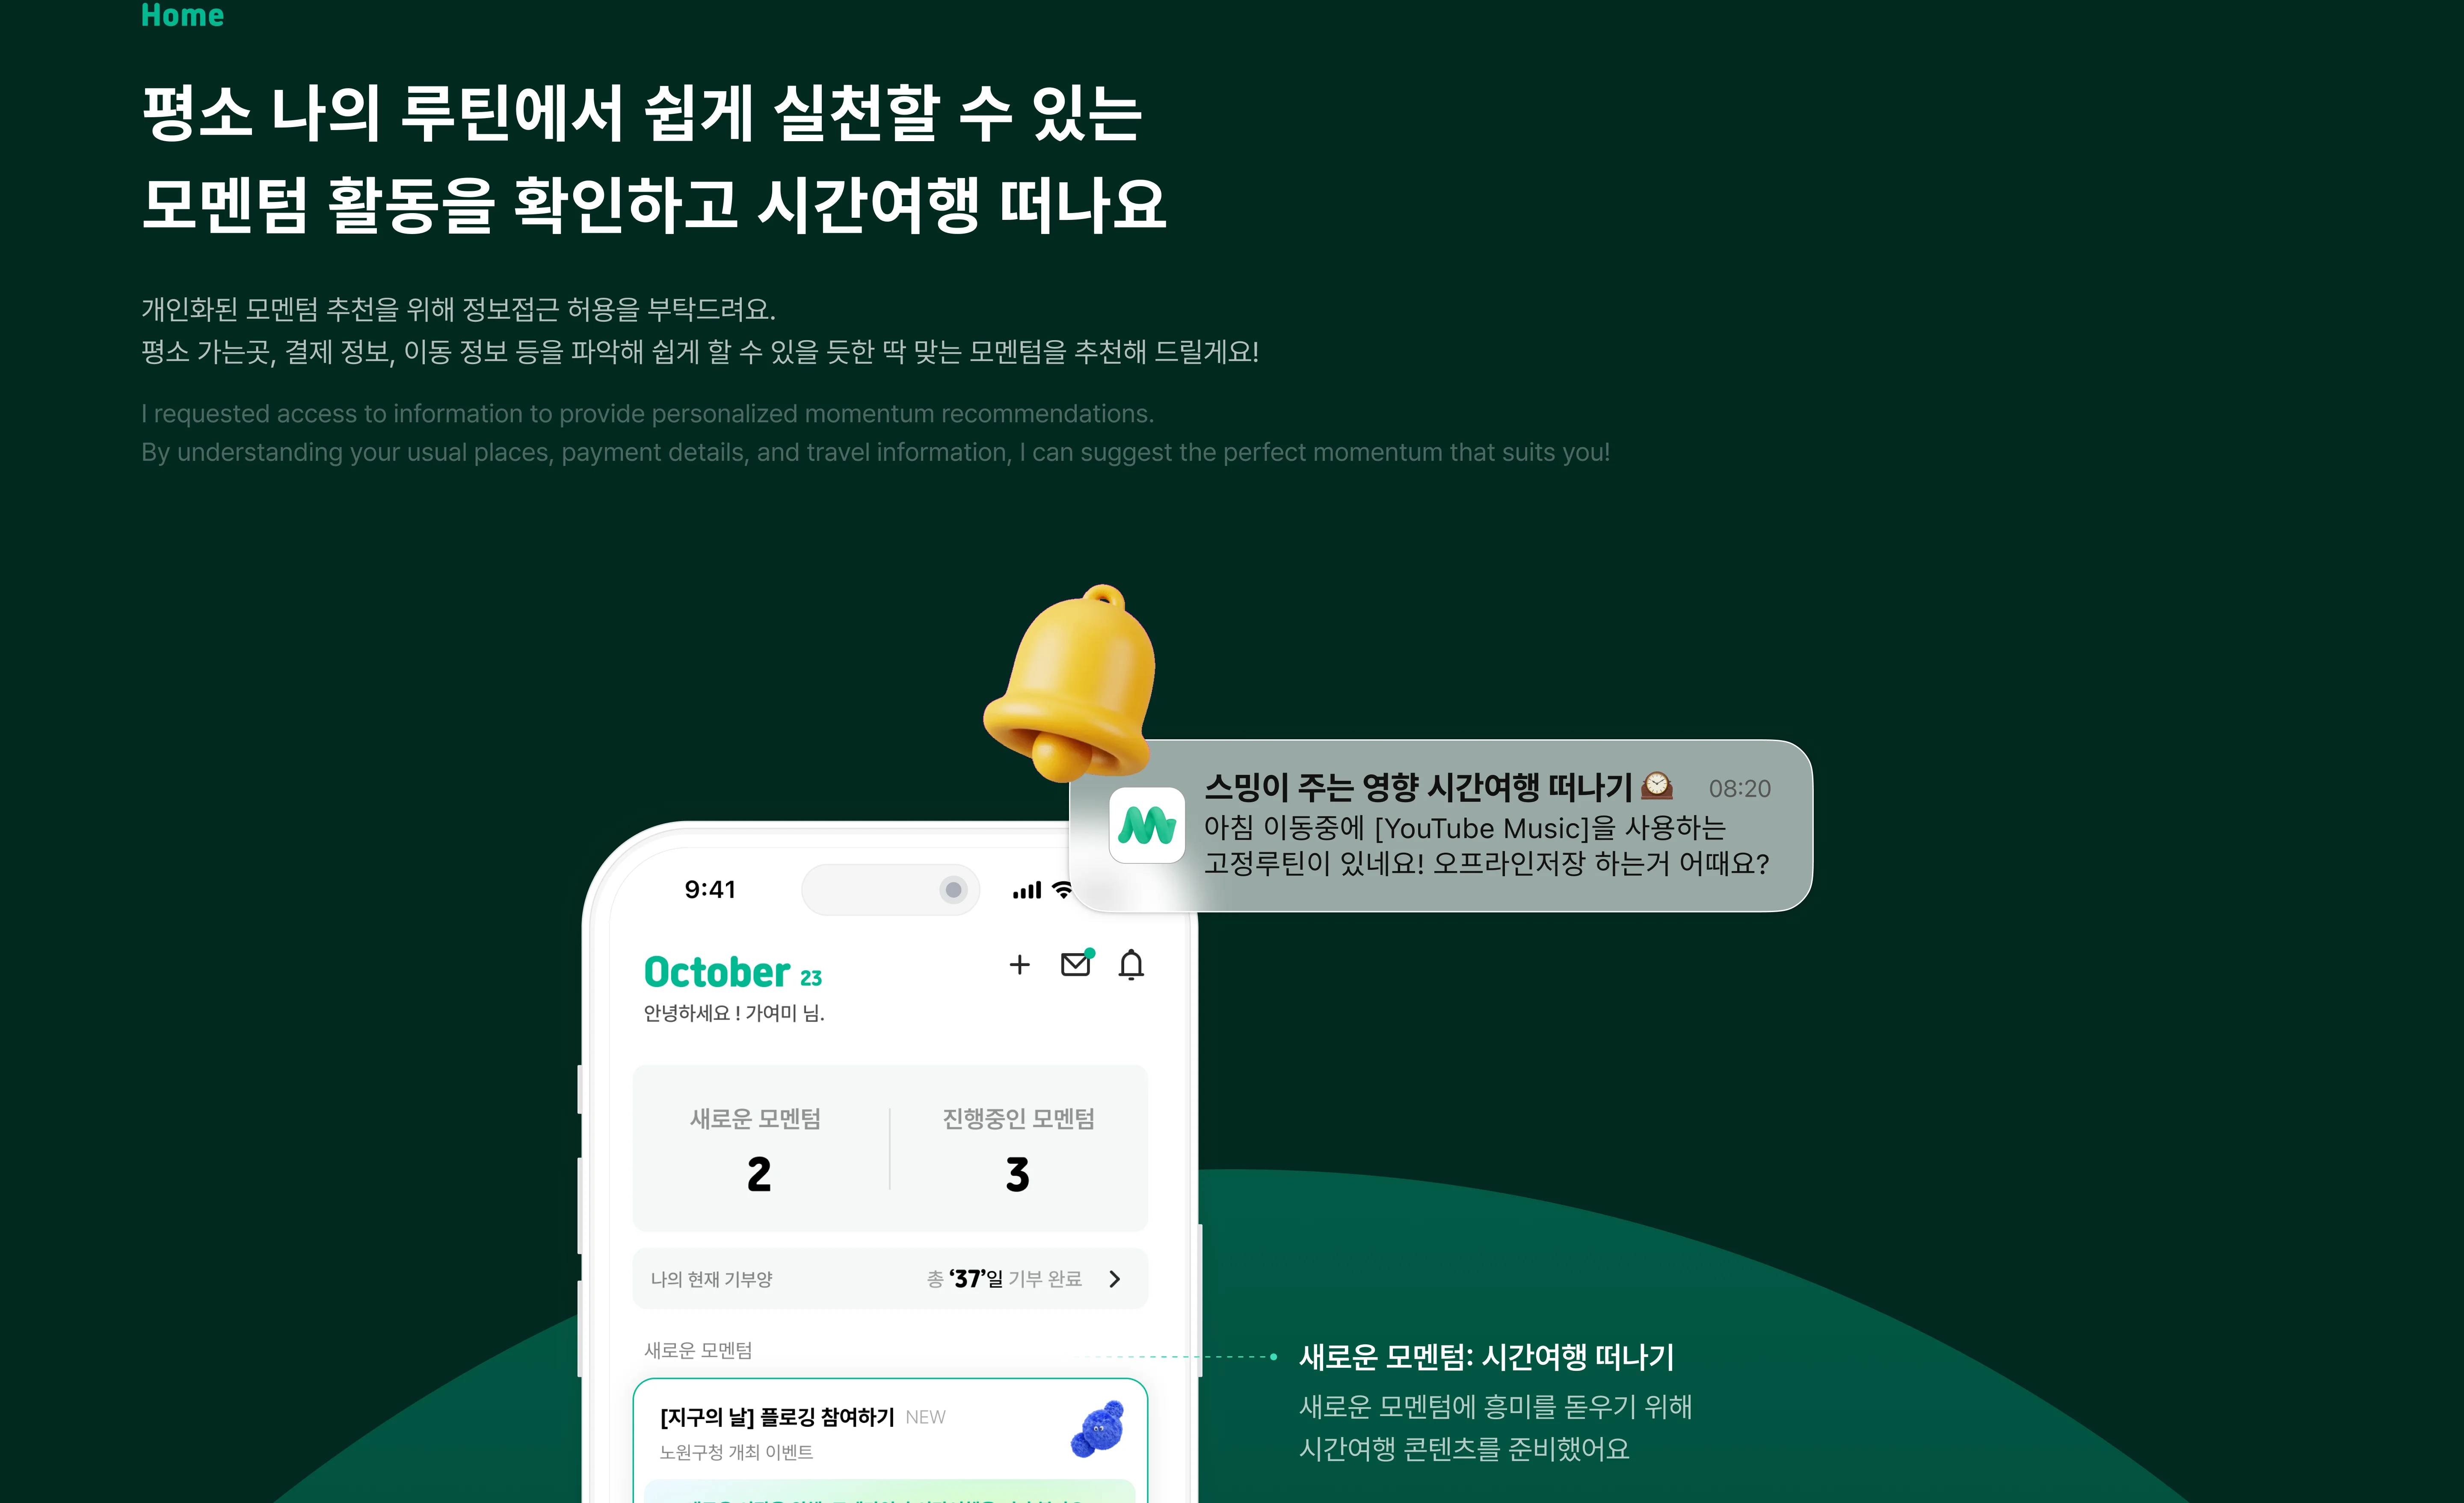 Home
평소 나의 루틴에서 쉽게 실천할 수 있는
모멘텀 활동을 확인하고 시간여행 떠나요
개인화된 모멘텀 추천을 위해 정보접근 허용을 부탁드려요.
평소 가는곳, 결제 정보, 이동 정보 등을 파악해 쉽게 할 수 있을 듯한 딱 맞는 모멘텀을 추천해 드릴게요!
I requested access to information to provide personalized momentum recommendations.
By understanding your usual places, payment details, and travel information, I can suggest the perfect momentum that suits you!
스밍이 주는 영향 시간여행 떠나기 08:20
아침 이동중에 [YouTube Music]을 사용하는
고정루틴이 있네요! 오프라인저장 하는거 어때요?
9:41
October 23
안녕하세요 ! 가여미 님.
새로운 모멘텀 진행중인 모멘텀
2 3
나의 현재 기부양 총 ‘37’일 기부 완료
새로운 모멘텀
[지구의 날] 플로깅 참여하기 NEW
노원구청 개최 이벤트
새로운 모멘텀: 시간여행 떠나기
새로운 모멘텀에 흥미를 돋우기 위해
시간여행 콘텐츠를 준비했어요